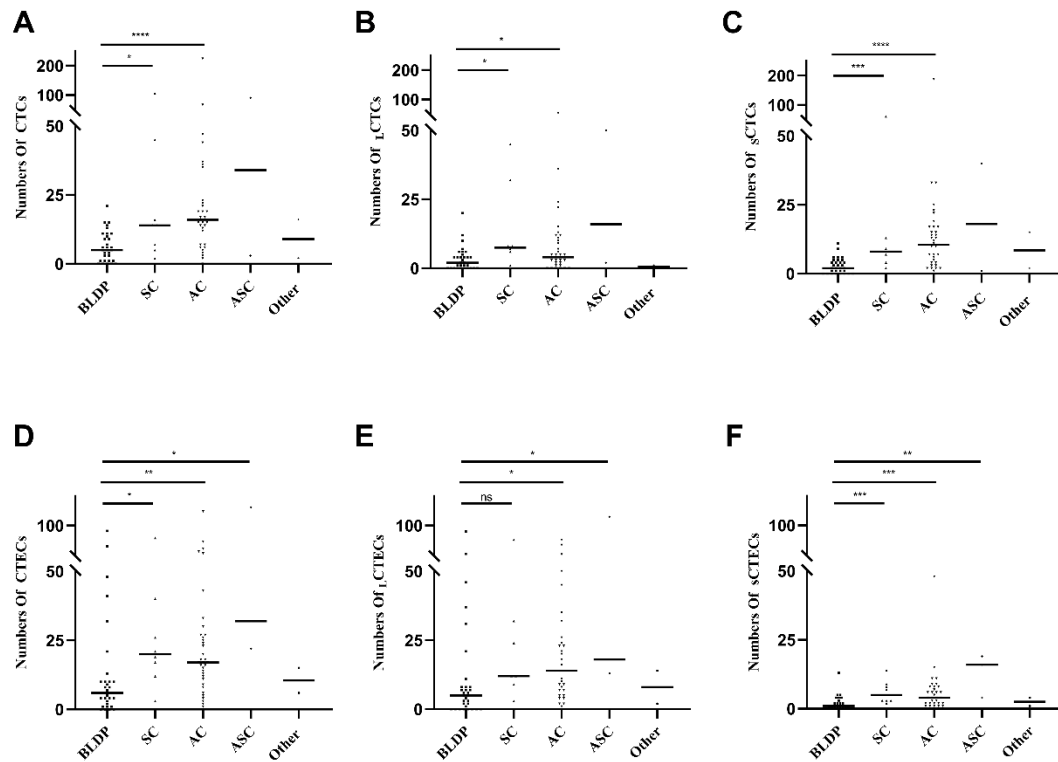 A
****
*
Numbers Of CTCs
200
100
50
25
0
BLDP
SC
AC
ASC
Other
B
*
*
Numbers Of LCTCs
200
100
50
25
0
BLDP
SC
AC
ASC
Other
C
****
***
Numbers Of SCTCs
200
100
50
25
0
BLDP
SC
AC
ASC
Other
D
*
**
*
Numbers Of CTECs
100
50
25
0
BLDP
SC
AC
ASC
Other
E
*
*
ns
Numbers Of LCTECs
100
50
25
0
BLDP
SC
AC
ASC
Other
F
**
***
***
Numbers Of sCTECs
100
50
25
0
BLDP
SC
AC
ASC
Other